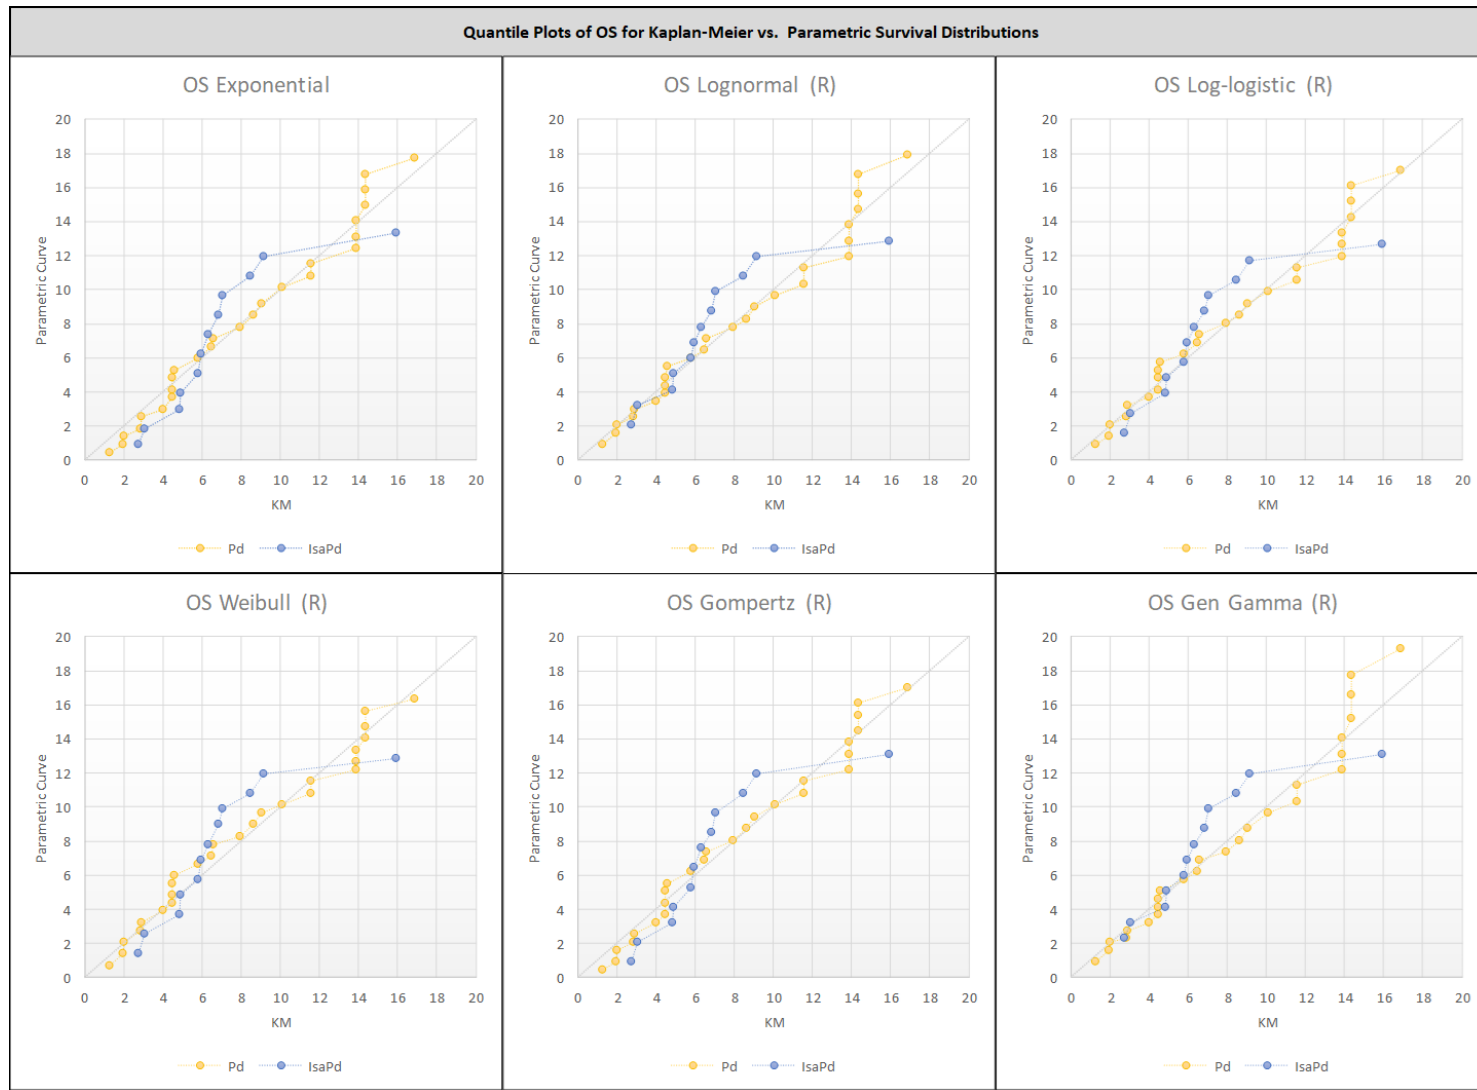 Quantile Plots of OS for Kaplan-Meier vs. Parametric Survival Distributions
OS Exponential
20
18
16
14
12
10
8
6
4
2
0
Parametric Curve
0 2 4 6 8 10 12 14 16 18 20
KM
Pd IsaPd
OS Lognormal (R)
20
18
16
14
12
10
8
6
4
2
0
Parametric Curve
0 2 4 6 8 10 12 14 16 18 20
KM
Pd IsaPd
OS Log-logistic (R)
20
18
16
14
12
10
8
6
4
2
0
Parametric Curve
0 2 4 6 8 10 12 14 16 18 20
KM
Pd IsaPd
OS Weibull (R)
20
18
16
14
12
10
8
6
4
2
0
Parametric Curve
0 2 4 6 8 10 12 14 16 18 20
KM
Pd IsaPd
OS Gompertz (R)
20
18
16
14
12
10
8
6
4
2
0
Parametric Curve
0 2 4 6 8 10 12 14 16 18 20
KM
Pd IsaPd
OS Gen Gamma (R)
20
18
16
14
12
10
8
6
4
2
0
Parametric Curve
0 2 4 6 8 10 12 14 16 18 20
KM
Pd IsaPd